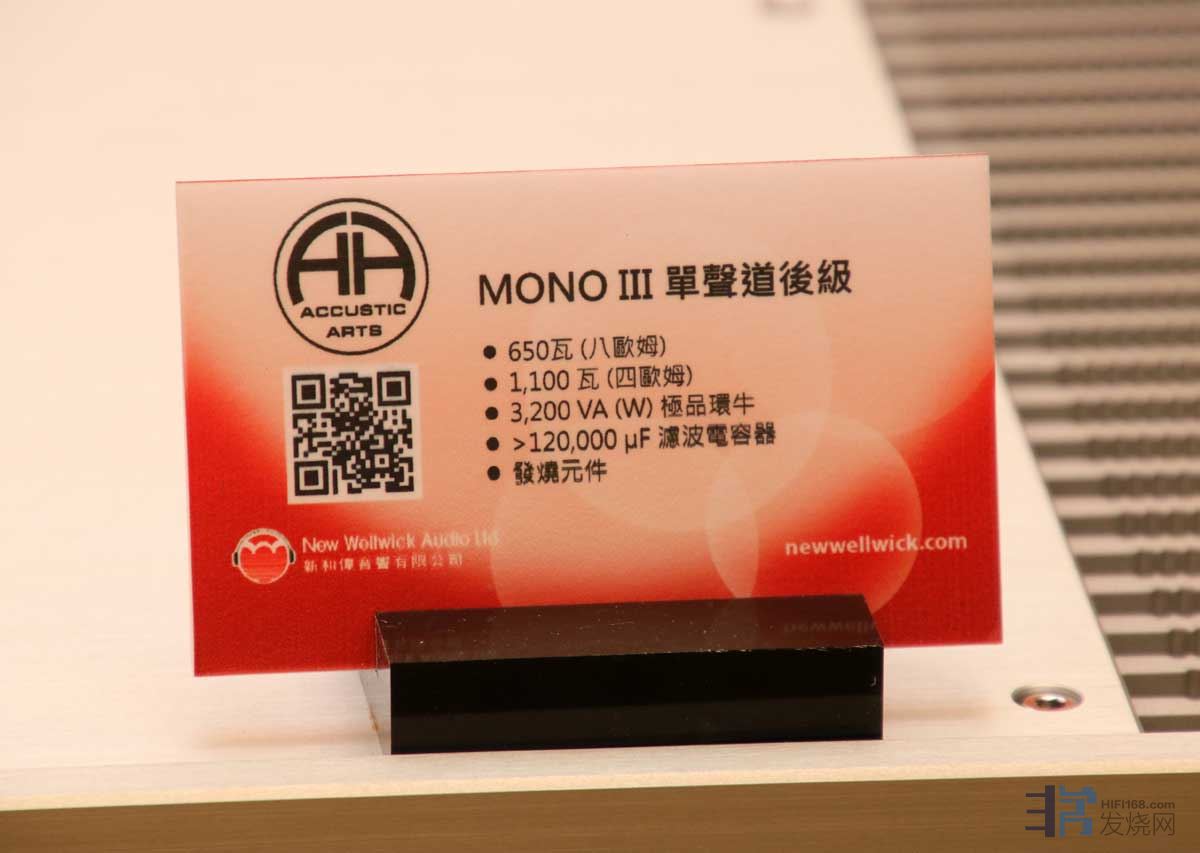 ACCUSTIC
ARTS
MONO III 單聲道後級
● 650瓦 (八歐姆)
● 1,100 瓦 (四歐姆)
● 3,200 VA (W) 極品環牛
● >120,000 µF 濾波電容器
● 發燒元件
New Wellwick Audio Ltd
新和偉音響有限公司
newwellwick.com
HIFI168.com
发烧网